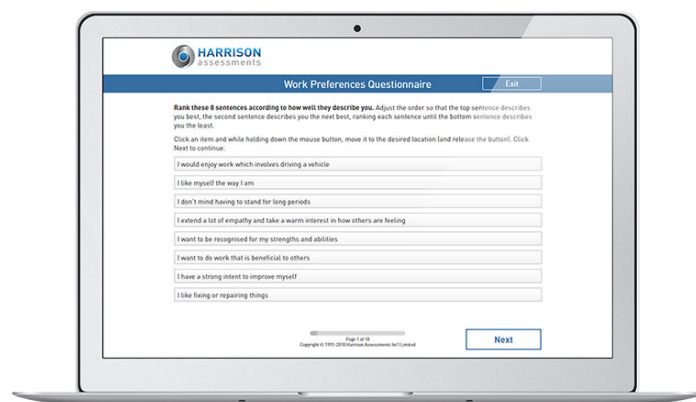 HARRISON
assessments
Work Preferences Questionnaire
Exit
Rank these 8 sentences according to how well they describe you. Adjust the order so that the top sentence describes
you best, the second sentence describes you the next best, ranking each sentence until the bottom sentence describes
you the least.
Click an item and while holding down the mouse button, move it to the desired location (and release the button). Click
Next to continue.
I would enjoy work which involves driving a vehicle
I like myself the way I am
I don't mind having to stand for long periods
I extend a lot of empathy and take a warm interest in how others are feeling
I want to be recognised for my strengths and abilities
I want to do work that is beneficial to others
I have a strong intent to improve myself
I like fixing or repairing things
Page 1 of 18
Copyright © 1991-2018 Harrison Assessments Int'l Limited
Next